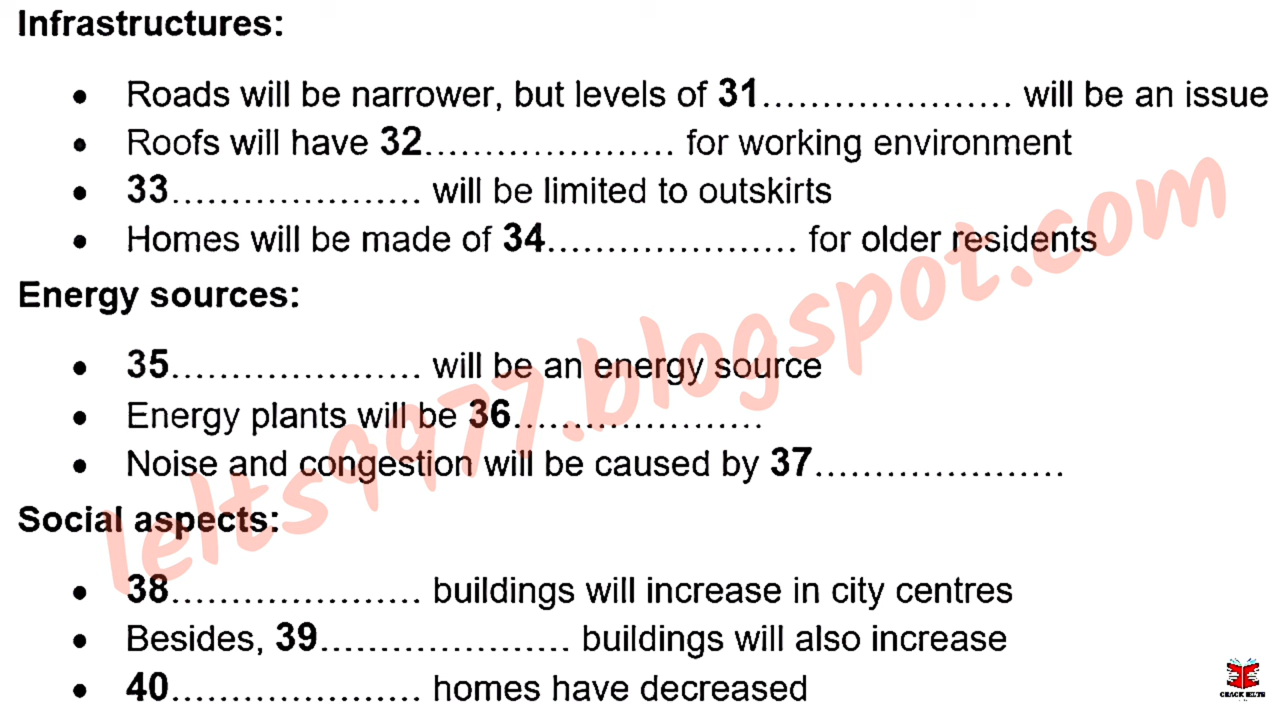 Infrastructures:
• Roads will be narrower, but levels of 31..................... will be an issue
• Roofs will have 32..................... for working environment
• 33..................... will be limited to outskirts
• Homes will be made of 34..................... for older residents
Energy sources:
• 35..................... will be an energy source
• Energy plants will be 36.....................
• Noise and congestion will be caused by 37.....................
Social aspects:
• 38..................... buildings will increase in city centres
• Besides, 39..................... buildings will also increase
• 40..................... homes have decreased
Ielts9977.blogspot.com
CRACK IELTS